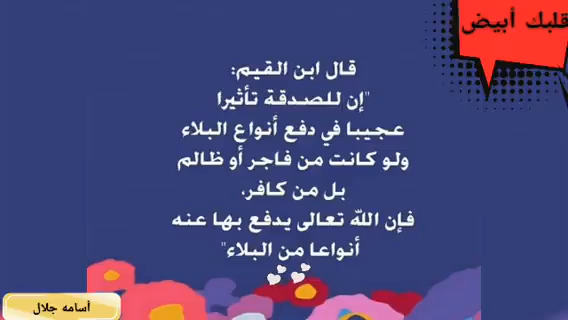 قلبك أبيض
قال ابن القيم:
"إن للصدقة تأثيرا
عجيبا في دفع أنواع البلاء
ولو كانت من فاجر أو ظالم
بل من كافر.
فإن الله تعالى يدفع بها عنه
أنواعا من البلاء"
أسامه جلال